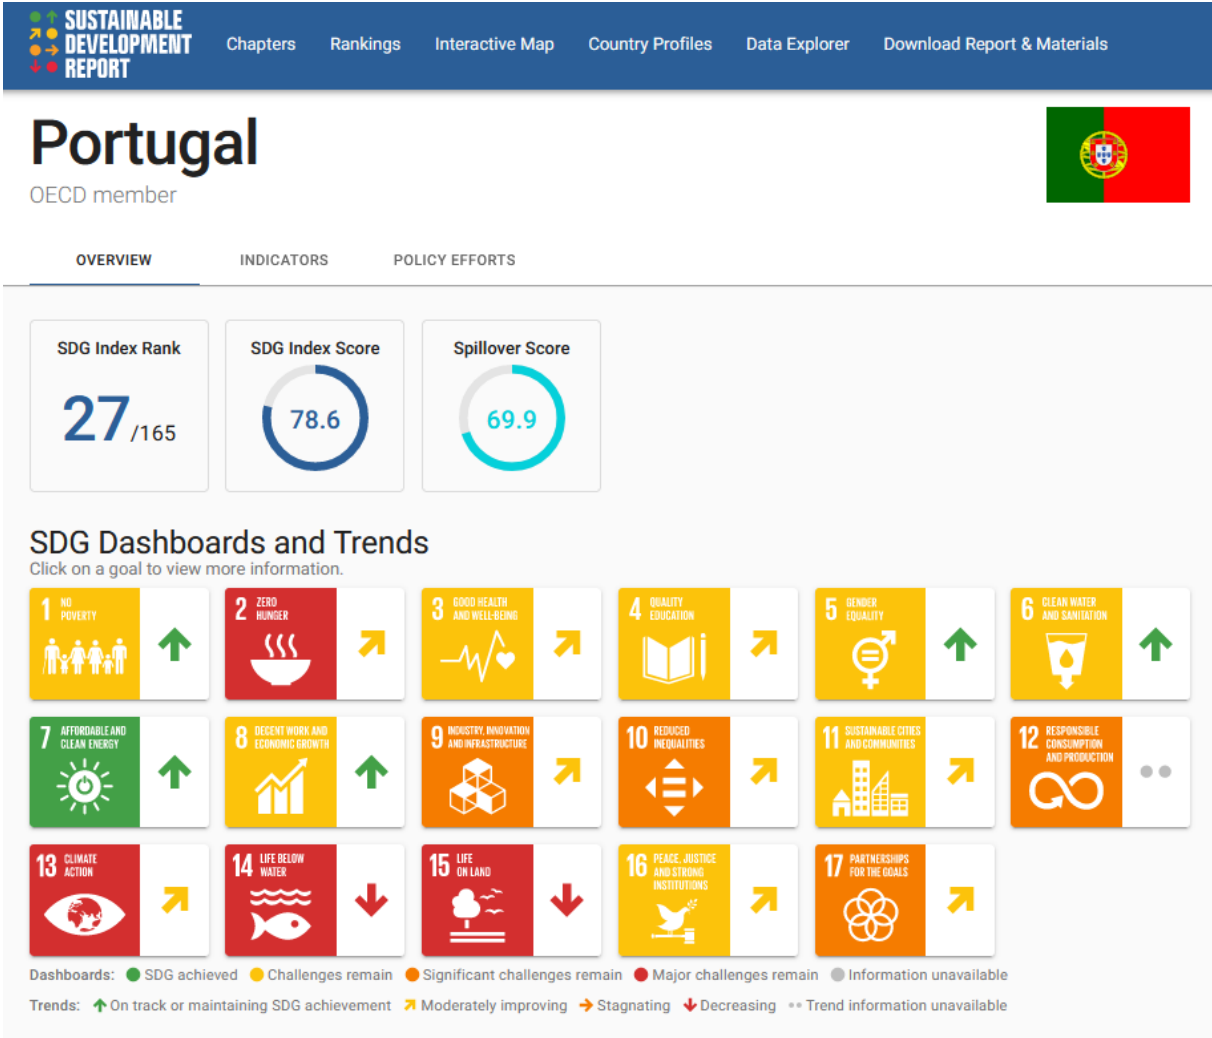 SUSTAINABLE
DEVELOPMENT
REPORT
Chapters Rankings Interactive Map Country Profiles Data Explorer Download Report & Materials
Portugal
OECD member
OVERVIEW INDICATORS POLICY EFFORTS
SDG Index Rank
27/165
SDG Index Score
78.6
Spillover Score
69.9
SDG Dashboards and Trends
Click on a goal to view more information.
1 NO
POVERTY
2 ZERO
HUNGER
3 GOOD HEALTH
AND WELL-BEING
4 QUALITY
EDUCATION
5 GENDER
EQUALITY
6 CLEAN WATER
AND SANITATION
7 AFFORDABLE AND
CLEAN ENERGY
8 DECENT WORK AND
ECONOMIC GROWTH
9 INDUSTRY, INNOVATION
AND INFRASTRUCTURE
10 REDUCED
INEQUALITIES
11 SUSTAINABLE CITIES
AND COMMUNITIES
12 RESPONSIBLE
CONSUMPTION
AND PRODUCTION
13 CLIMATE
ACTION
14 LIFE BELOW
WATER
15 LIFE
ON LAND
16 PEACE, JUSTICE
AND STRONG
INSTITUTIONS
17 PARTNERSHIPS
FOR THE GOALS
Dashboards: SDG achieved Challenges remain Significant challenges remain Major challenges remain Information unavailable
Trends: On track or maintaining SDG achievement Moderately improving Stagnating Decreasing Trend information unavailable